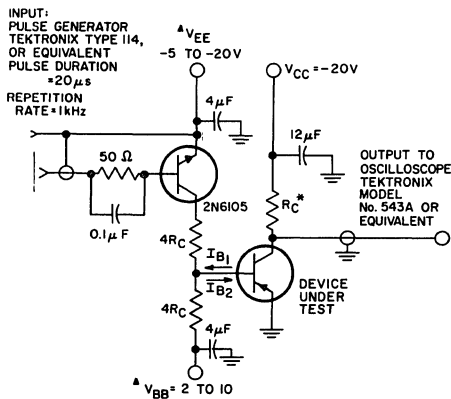 INPUT:
PULSE GENERATOR
TEKTRONIX TYPE 114,
OR EQUIVALENT
PULSE DURATION
=20μs
REPETITION
RATE=1kHz
▲VEE
-5 TO -20V
VCC=-20V
4μF
12μF
50 Ω
0.1μF
2N6105
RC*
OUTPUT TO
OSCILLOSCOPE
TEKTRONIX
MODEL
No. 543A OR
EQUIVALENT
4RC
IB1
IB2
DEVICE
UNDER
TEST
4RC
4μF
▲VBB=2 TO 10